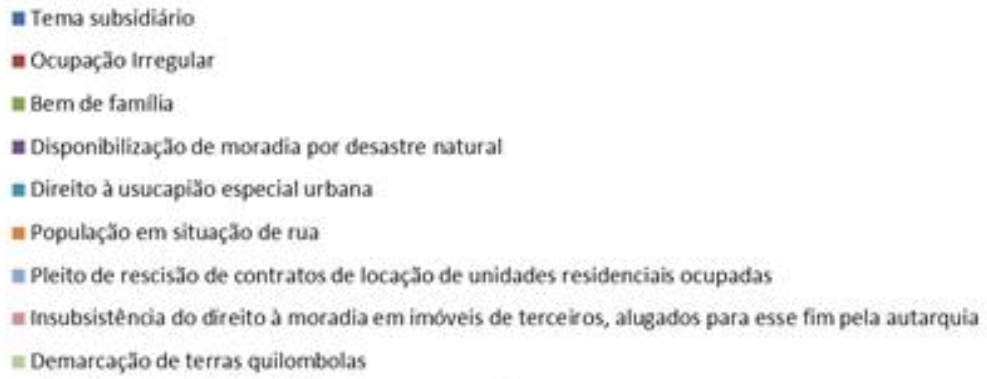 Tema subsidiário
Ocupação Irregular
Bem de família
Disponibilização de moradia por desastre natural
Direito à usucapião especial urbana
População em situação de rua
Pleito de rescisão de contratos de locação de unidades residenciais ocupadas
Insubsistência do direito à moradia em imóveis de terceiros, alugados para esse fim pela autarquia
Demarcação de terras quilombolas